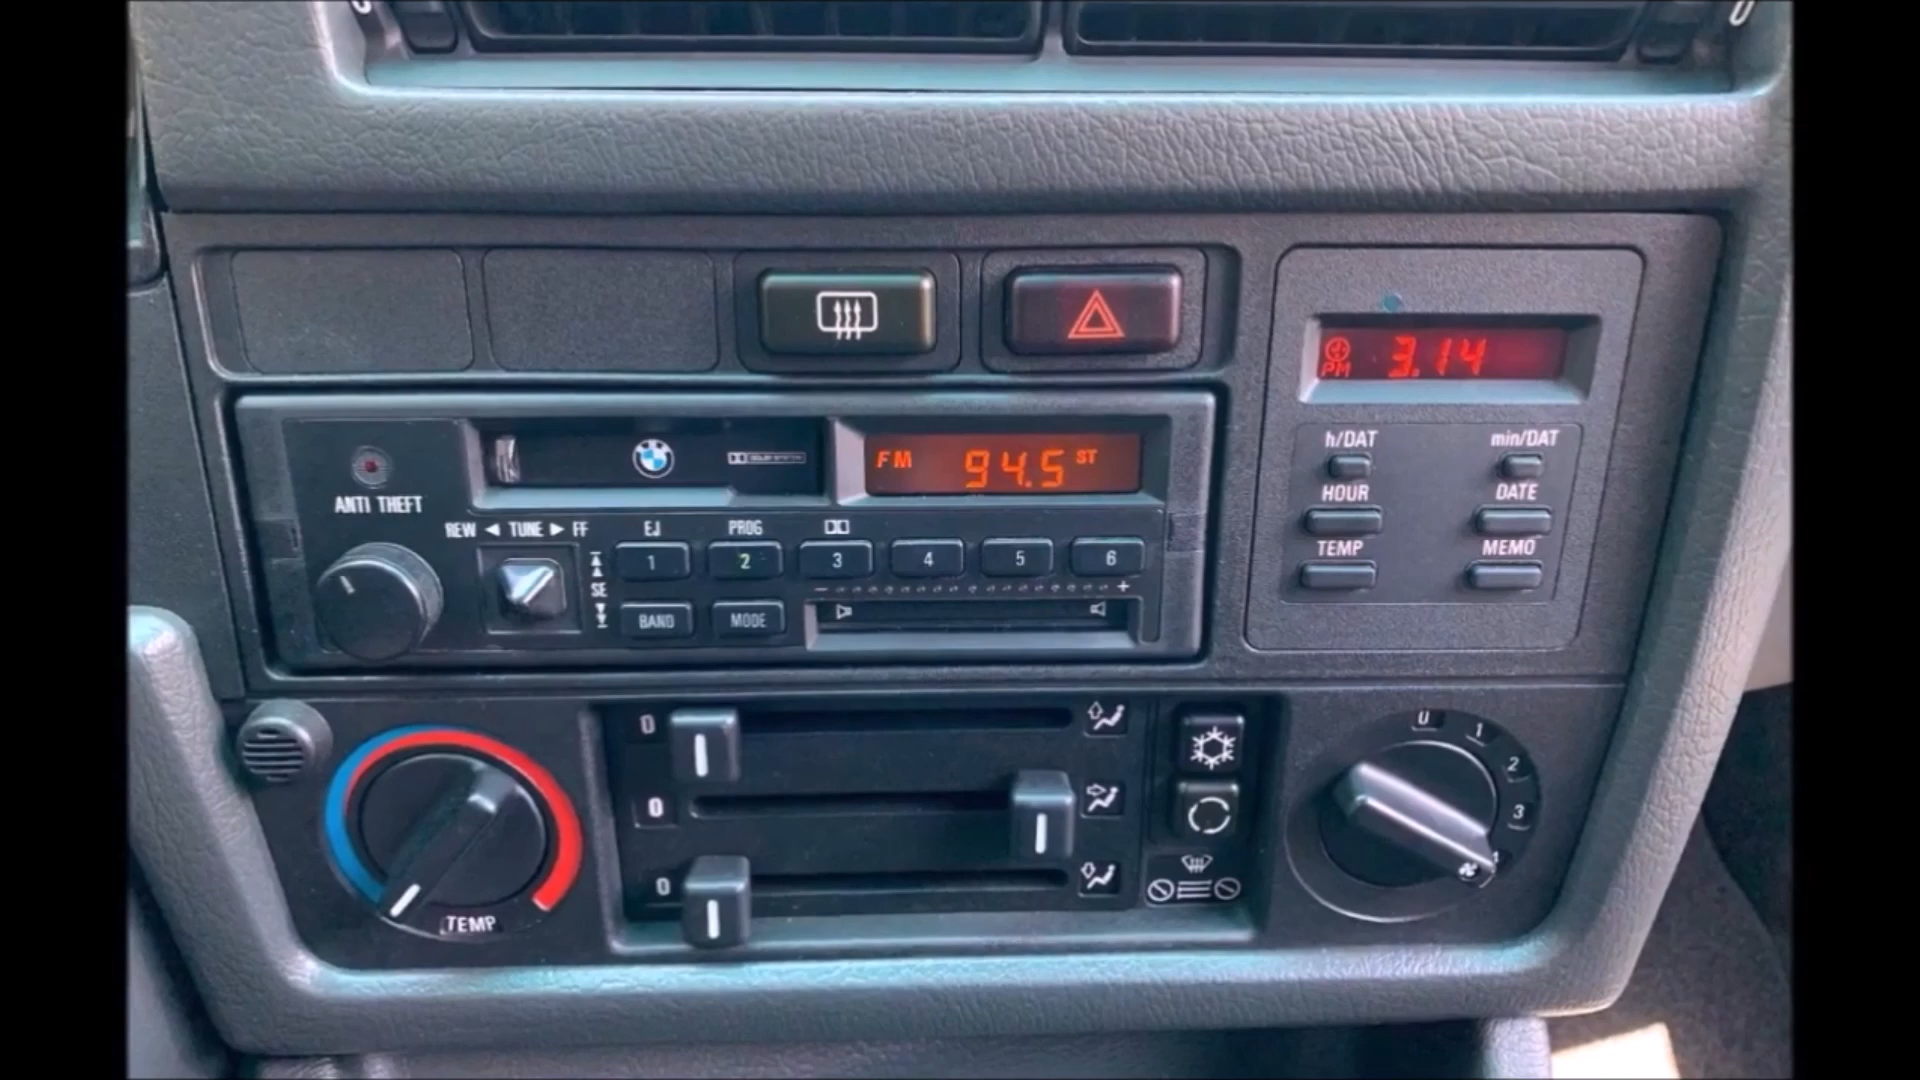 0
PM 3.14
h/DAT min/DAT
HOUR DATE
TEMP MEMO
FM 94.5 ST
ANTI THEFT
REW ◀ TUNE ▶ FF EJ PROG
1 2 3 4 5 6
SE
− +
BAND MODE
0
0
0
TEMP
0 1 2 3 4